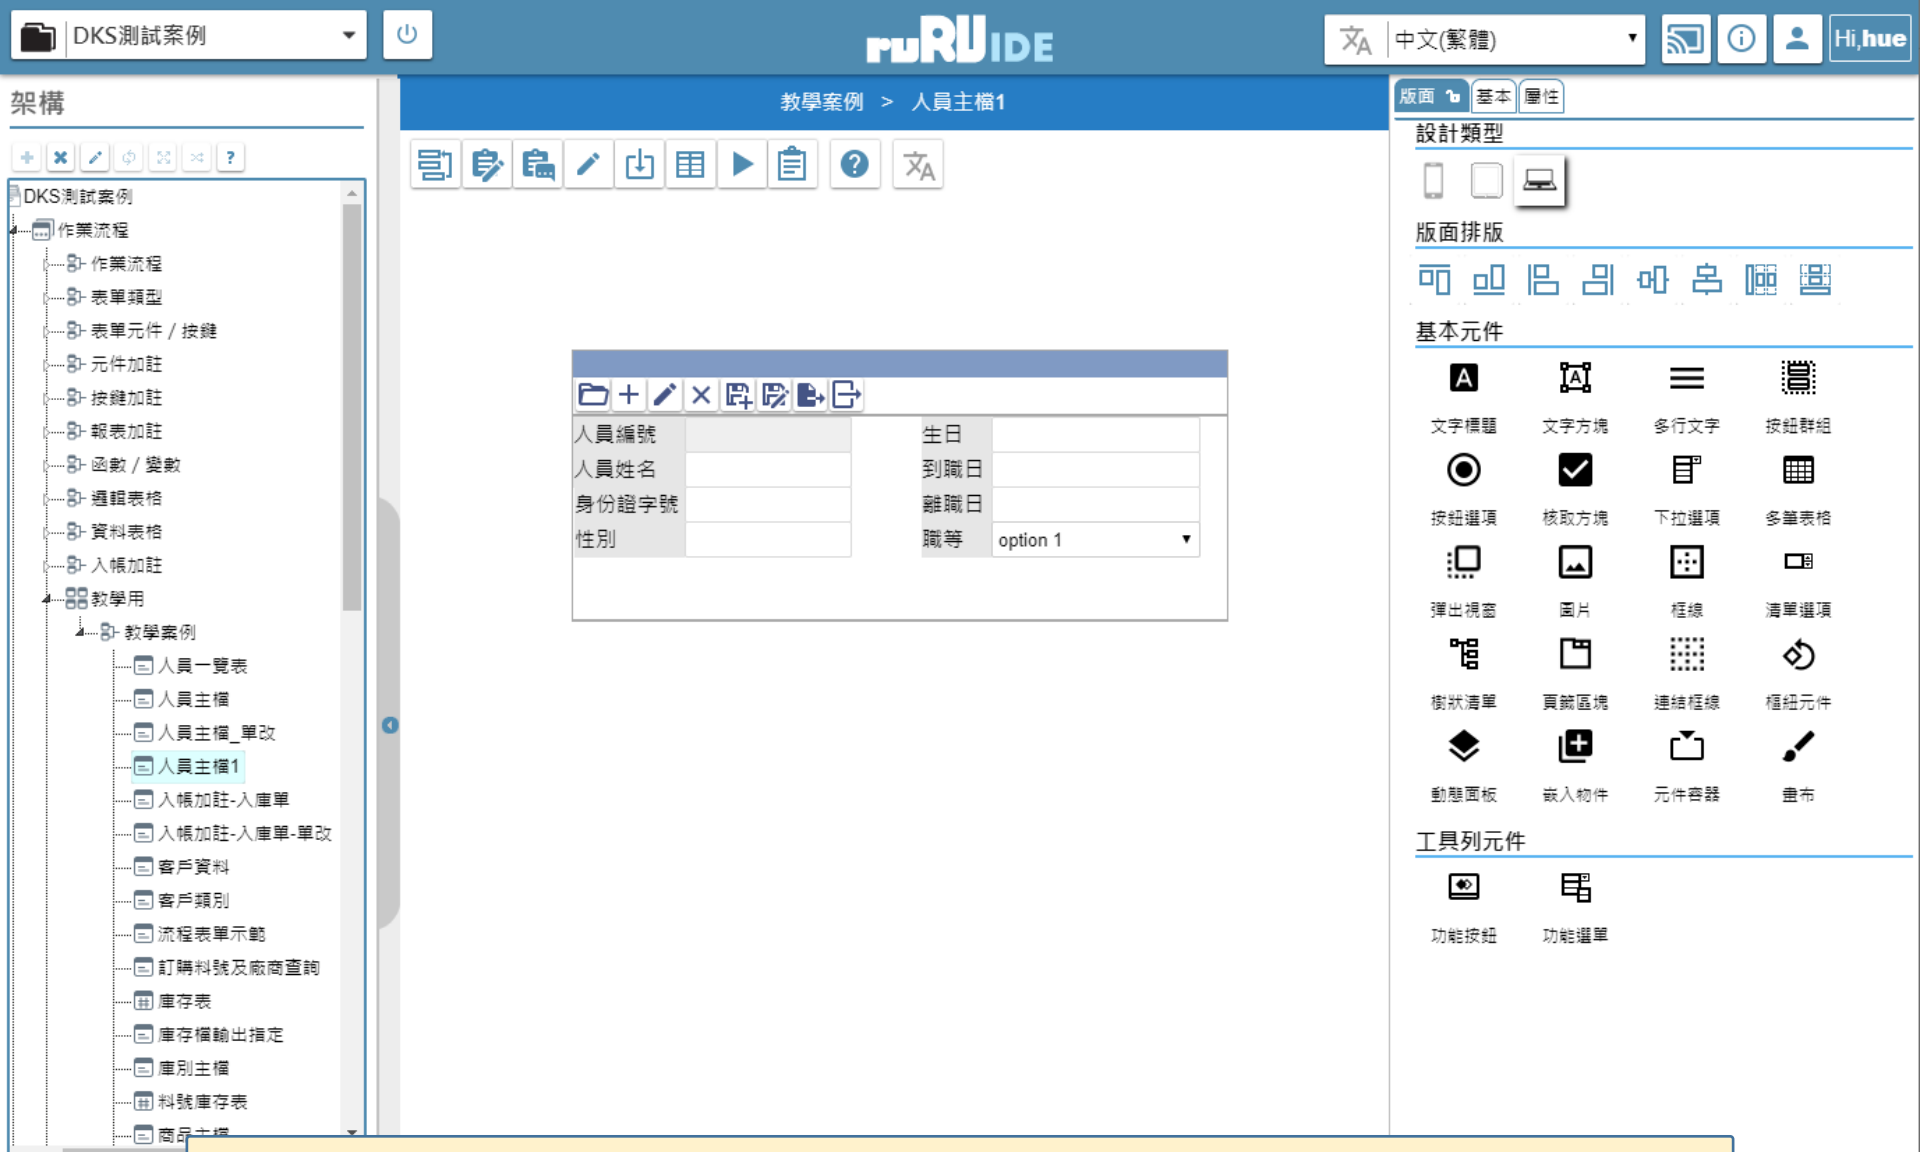 DKS測試案例
ruRU IDE
中文(繁體)
Hi,hue
架構
教學案例 > 人員主檔1
版面
基本
屬性
DKS測試案例
作業流程
作業流程
表單類型
表單元件 / 按鍵
元件加註
按鍵加註
報表加註
函數 / 變數
邏輯表格
資料表格
入帳加註
教學用
教學案例
人員一覽表
人員主檔
人員主檔_單改
人員主檔1
入帳加註-入庫單
入帳加註-入庫單-單改
客戶資料
客戶類別
流程表單示範
訂購料號及廠商查詢
庫存表
庫存檔輸出指定
庫別主檔
料號庫存表
商品主檔
人員編號
生日
人員姓名
到職日
身份證字號
離職日
性別
職等
option 1
設計類型
版面排版
基本元件
文字標題
文字方塊
多行文字
按鈕群組
按鈕選項
核取方塊
下拉選項
多筆表格
彈出視窗
圖片
框線
清單選項
樹狀清單
頁籤區塊
連結框線
樞紐元件
動態面板
嵌入物件
元件容器
畫布
工具列元件
功能按鈕
功能選單